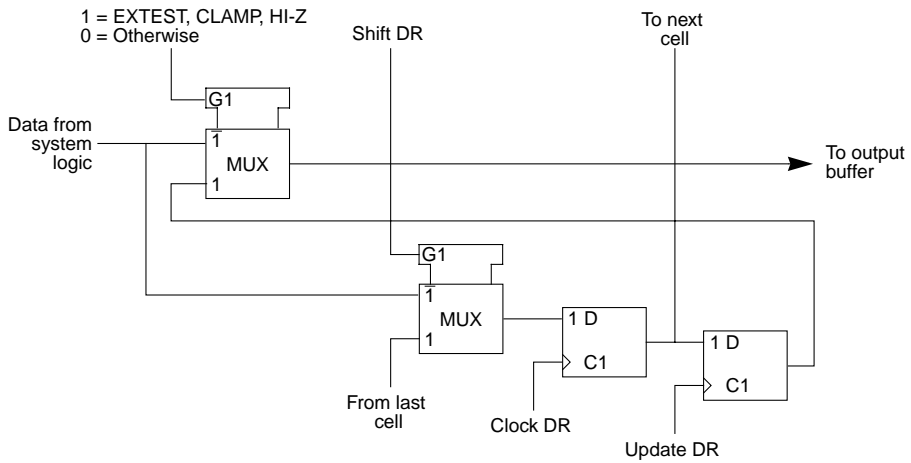 1 = EXTEST, CLAMP, HI-Z
0 = Otherwise
Shift DR
To next
cell
G1
Data from
system
logic
1
MUX
1
To output
buffer
G1
1
MUX
1
1 D
C1
1 D
C1
From last
cell
Clock DR
Update DR